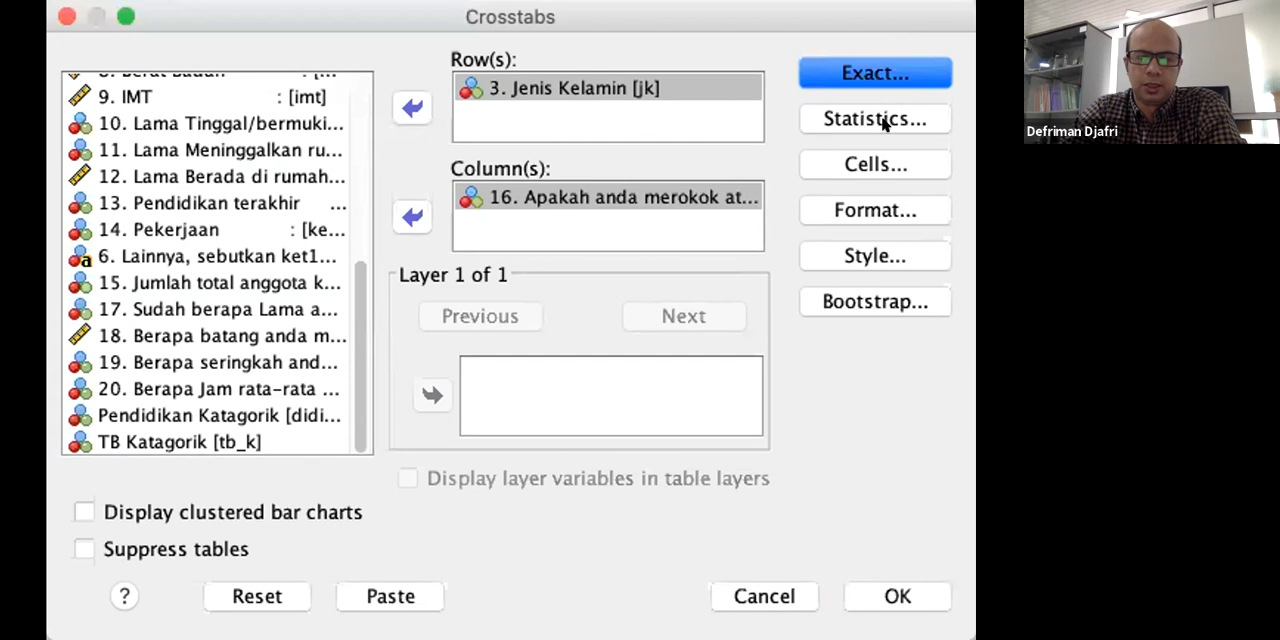 Crosstabs
9. IMT : [imt]
10. Lama Tinggal/bermuki...
11. Lama Meninggalkan ru...
12. Lama Berada di rumah...
13. Pendidikan terakhir ...
14. Pekerjaan : [ke...
6. Lainnya, sebutkan ket1...
15. Jumlah total anggota k...
17. Sudah berapa Lama a...
18. Berapa batang anda m...
19. Berapa seringkah and...
20. Berapa Jam rata-rata ...
Pendidikan Katagorik [didi...
TB Katagorik [tb_k]
Row(s):
3. Jenis Kelamin [jk]
Column(s):
16. Apakah anda merokok at...
Layer 1 of 1
Previous
Next
Display layer variables in table layers
Exact...
Statistics...
Cells...
Format...
Style...
Bootstrap...
Display clustered bar charts
Suppress tables
?
Reset
Paste
Cancel
OK
Defriman Djafri